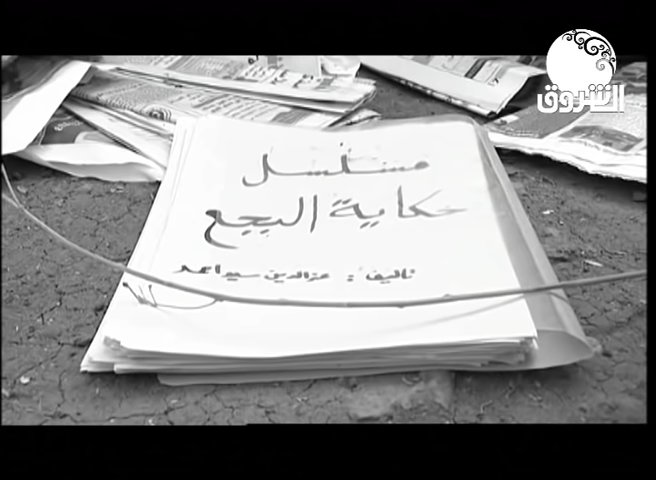 الشروق
مسلسل
حكاية البجع
تأليف : عزالدين سيد احمد